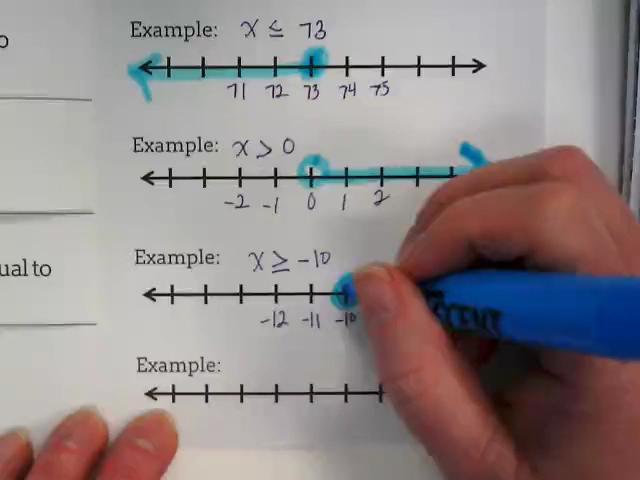 Example: x ≤ 73
71 72 73 74 75
Example: x > 0
-2 -1 0 1 2
ual to
Example: x ≥ -10
-12 -11 -10
Example: